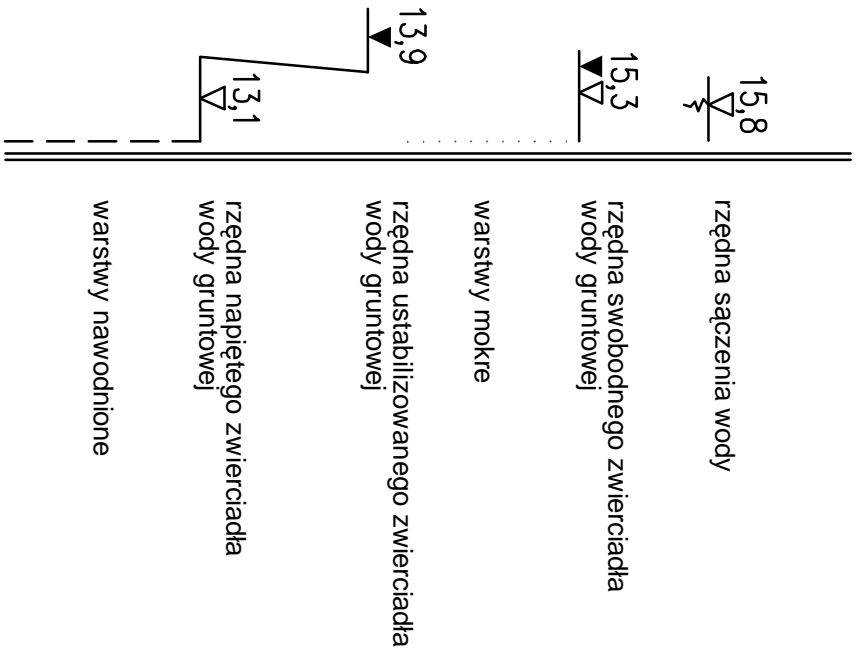 15,8
rzędna sączenia wody
15,3
rzędna swobodnego zwierciadła
wody gruntowej
warstwy mokre
13,9
rzędna ustabilizowanego zwierciadła
wody gruntowej
13,1
rzędna napiętego zwierciadła
wody gruntowej
warstwy nawodnione